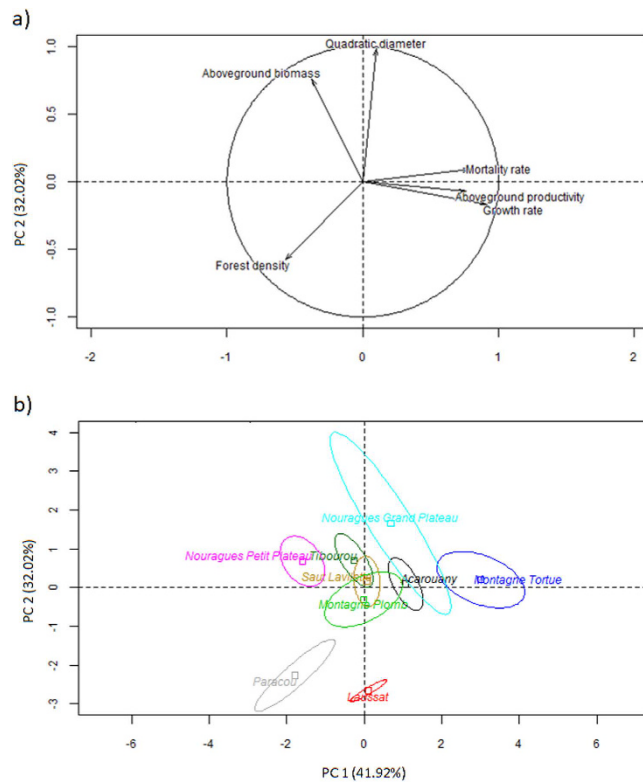 a)
1.0
0.5
0.0
-0.5
-1.0
PC 2 (32.02%)
Quadratic diameter
Aboveground biomass
Mortality rate
Aboveground productivity
Growth rate
Forest density
-2 -1 0 1 2
b)
4
3
2
1
0
-1
-2
-3
PC 2 (32.02%)
Nouragues Grand Plateau
Nouragues Petit Plateau
Tibourou
Saut Lavilette
Acarouany
Montagne Tortue
Montagne Plomb
Paracou
Laussat
-6 -4 -2 0 2 4 6
PC 1 (41.92%)